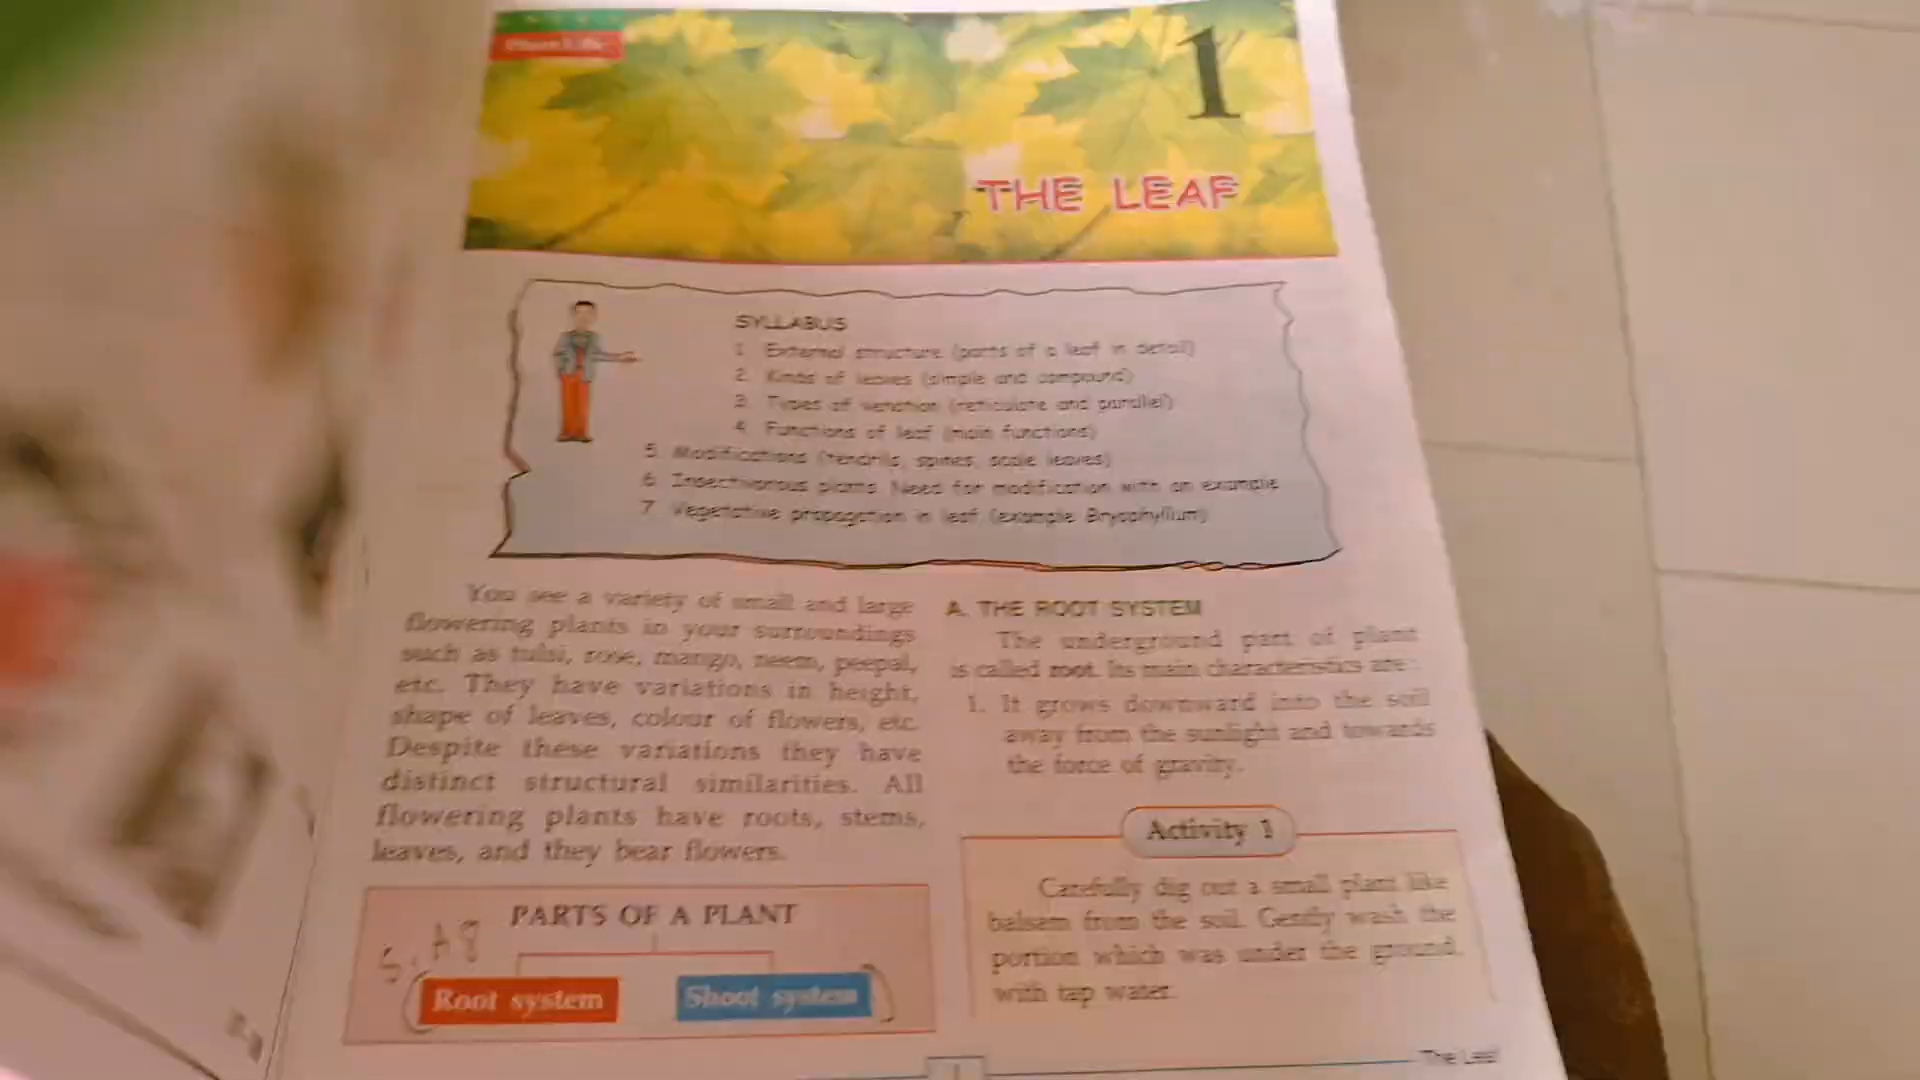 Plant Life
1
THE LEAF
SYLLABUS
1. External structure (parts of a leaf in detail)
2. Kinds of leaves (simple and compound)
3. Types of venation (reticulate and parallel)
4. Functions of leaf (main functions)
5. Modifications (tendrils, spines, scale leaves)
6. Insectivorous plants. Need for modification with an example
7. Vegetative propagation in leaf (example Bryophyllum)
You see a variety of small and large
flowering plants in your surroundings
such as tulsi, rose, mango, neem, peepal,
etc. They have variations in height,
shape of leaves, colour of flowers, etc.
Despite these variations they have
distinct structural similarities. All
flowering plants have roots, stems,
leaves, and they bear flowers.
PARTS OF A PLANT
S. A 8
Root system
Shoot system
A. THE ROOT SYSTEM
The underground part of plant
is called root. Its main characteristics are :
1. It grows downward into the soil
away from the sunlight and towards
the force of gravity.
Activity 1
Carefully dig out a small plant like
balsam from the soil. Gently wash the
portion which was under the ground
with tap water.
1
The Leaf